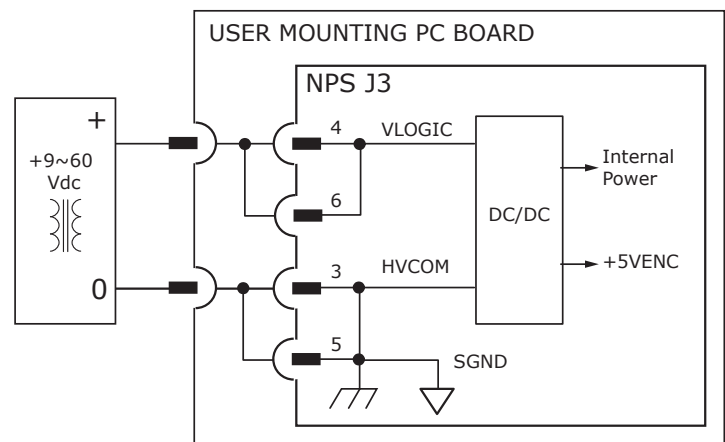 USER MOUNTING PC BOARD
NPS J3
+
+9~60
Vdc
0
4
VLOGIC
6
3
HVCOM
5
SGND
DC/DC
Internal
Power
+5VENC